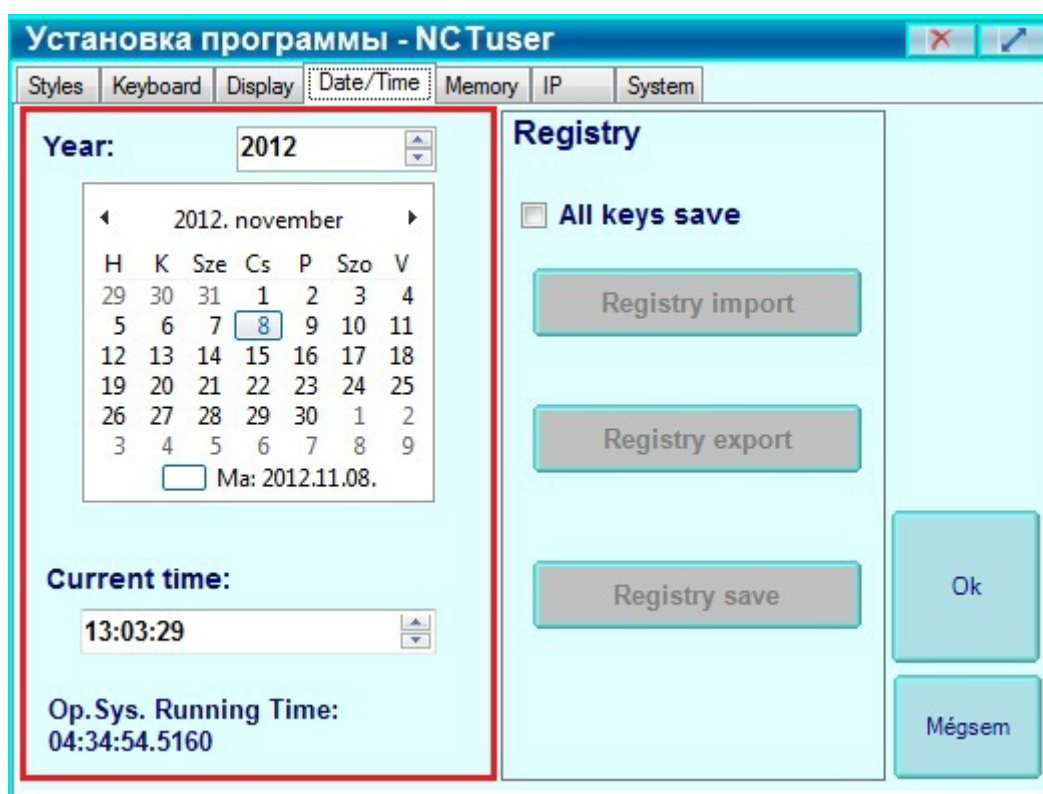 Установка программы - NCTuser
Styles Keyboard Display Date/Time Memory IP System
Year: 2012
2012. november
H K Sze Cs P Szo V
29 30 31 1 2 3 4
5 6 7 8 9 10 11
12 13 14 15 16 17 18
19 20 21 22 23 24 25
26 27 28 29 30 1 2
3 4 5 6 7 8 9
Ma: 2012.11.08.
Current time:
13:03:29
Op.Sys. Running Time:
04:34:54.5160
Registry
All keys save
Registry import
Registry export
Registry save
Ok
Mégsem